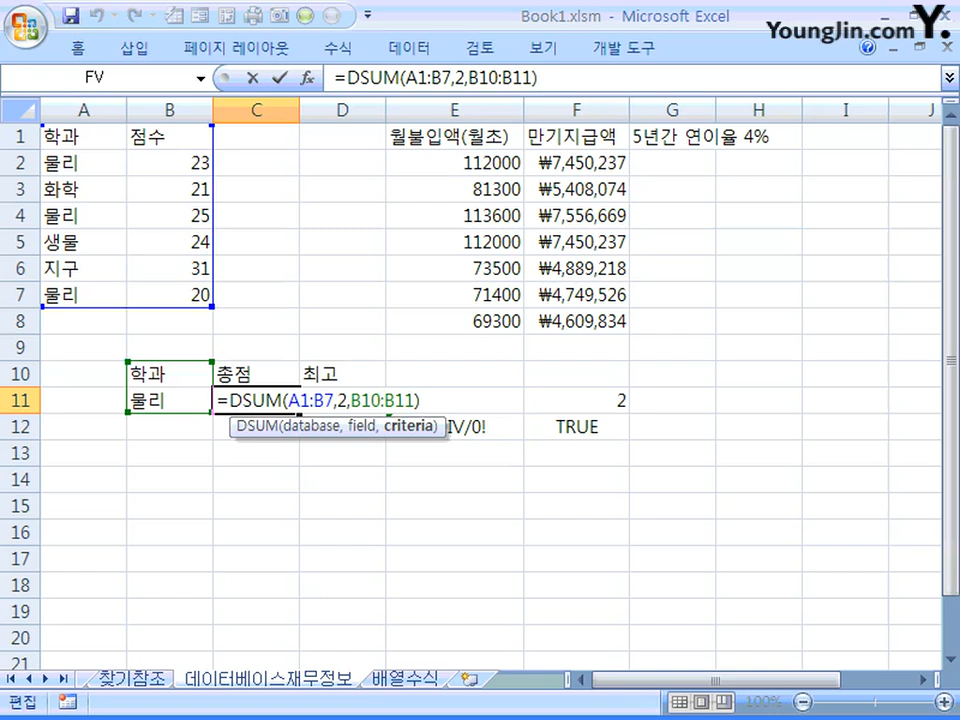 Book1.xlsm - Microsoft Excel
YoungJin.com Y.
홈 삽입 페이지 레이아웃 수식 데이터 검토 보기 개발 도구
FV fx =DSUM(A1:B7,2,B10:B11)
A B C D E F G H I J
1 학과 점수 월불입액(월초) 만기지급액 5년간 연이율 4%
2 물리 23 112000 ₩7,450,237
3 화학 21 81300 ₩5,408,074
4 물리 25 113600 ₩7,556,669
5 생물 24 112000 ₩7,450,237
6 지구 31 73500 ₩4,889,218
7 물리 20 71400 ₩4,749,526
8 69300 ₩4,609,834
9
10 학과 총점 최고
11 물리 =DSUM(A1:B7,2,B10:B11) 2
12 DSUM(database, field, criteria) IV/0! TRUE
13
14
15
16
17
18
19
20
21
찾기참조 데이터베이스재무정보 배열수식
편집 100%